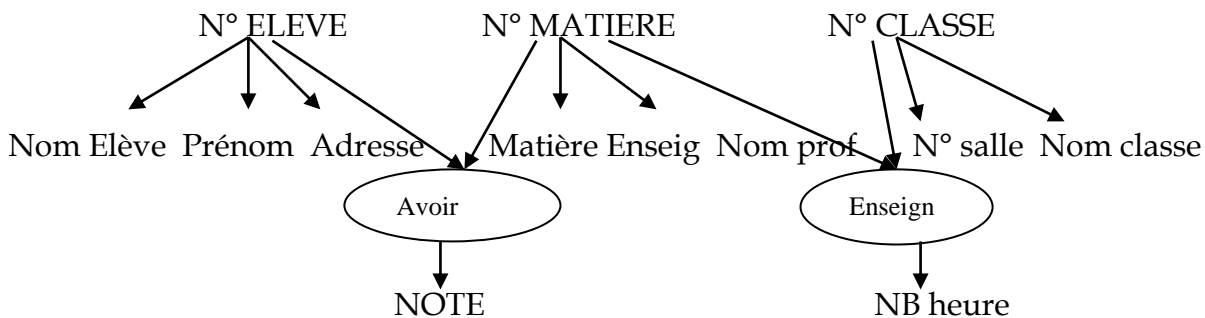 N° ELEVE N° MATIERE N° CLASSE
Nom Elève Prénom Adresse Matière Enseig Nom prof N° salle Nom classe
Avoir Enseign
NOTE NB heure